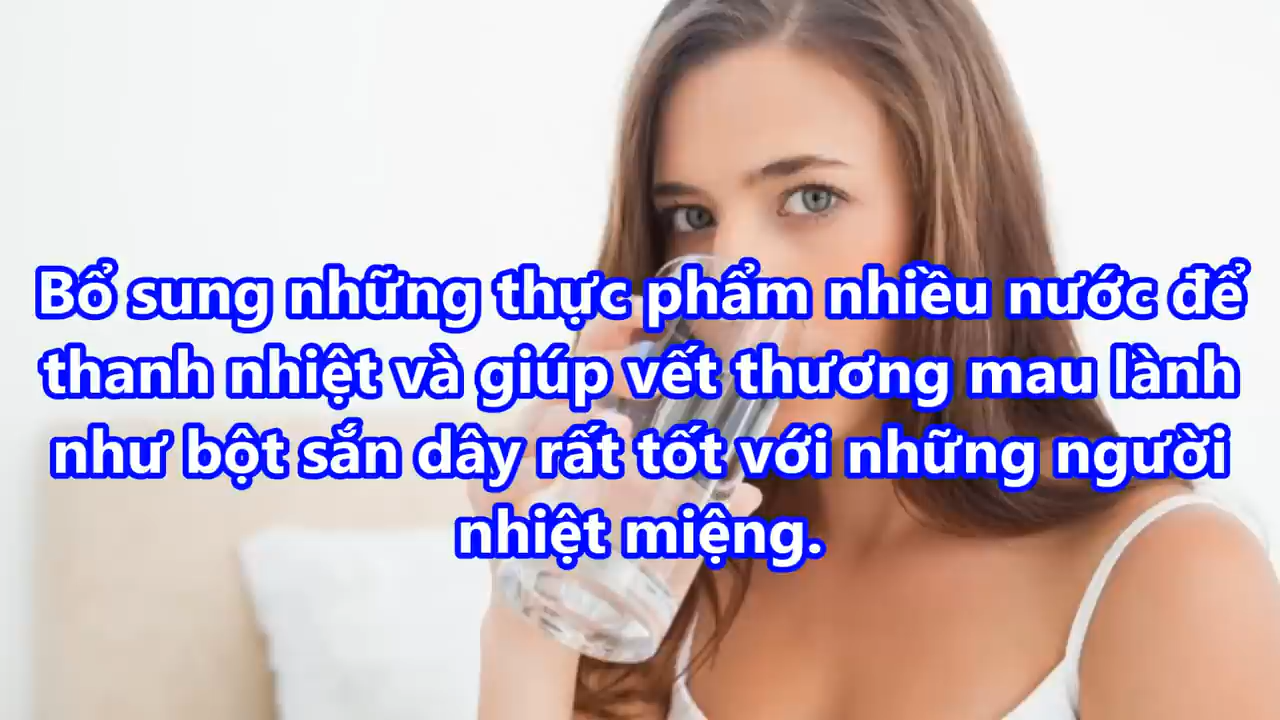 Bổ sung những thực phẩm nhiều nước để
thanh nhiệt và giúp vết thương mau lành
như bột sắn dây rất tốt với những người
nhiệt miệng.